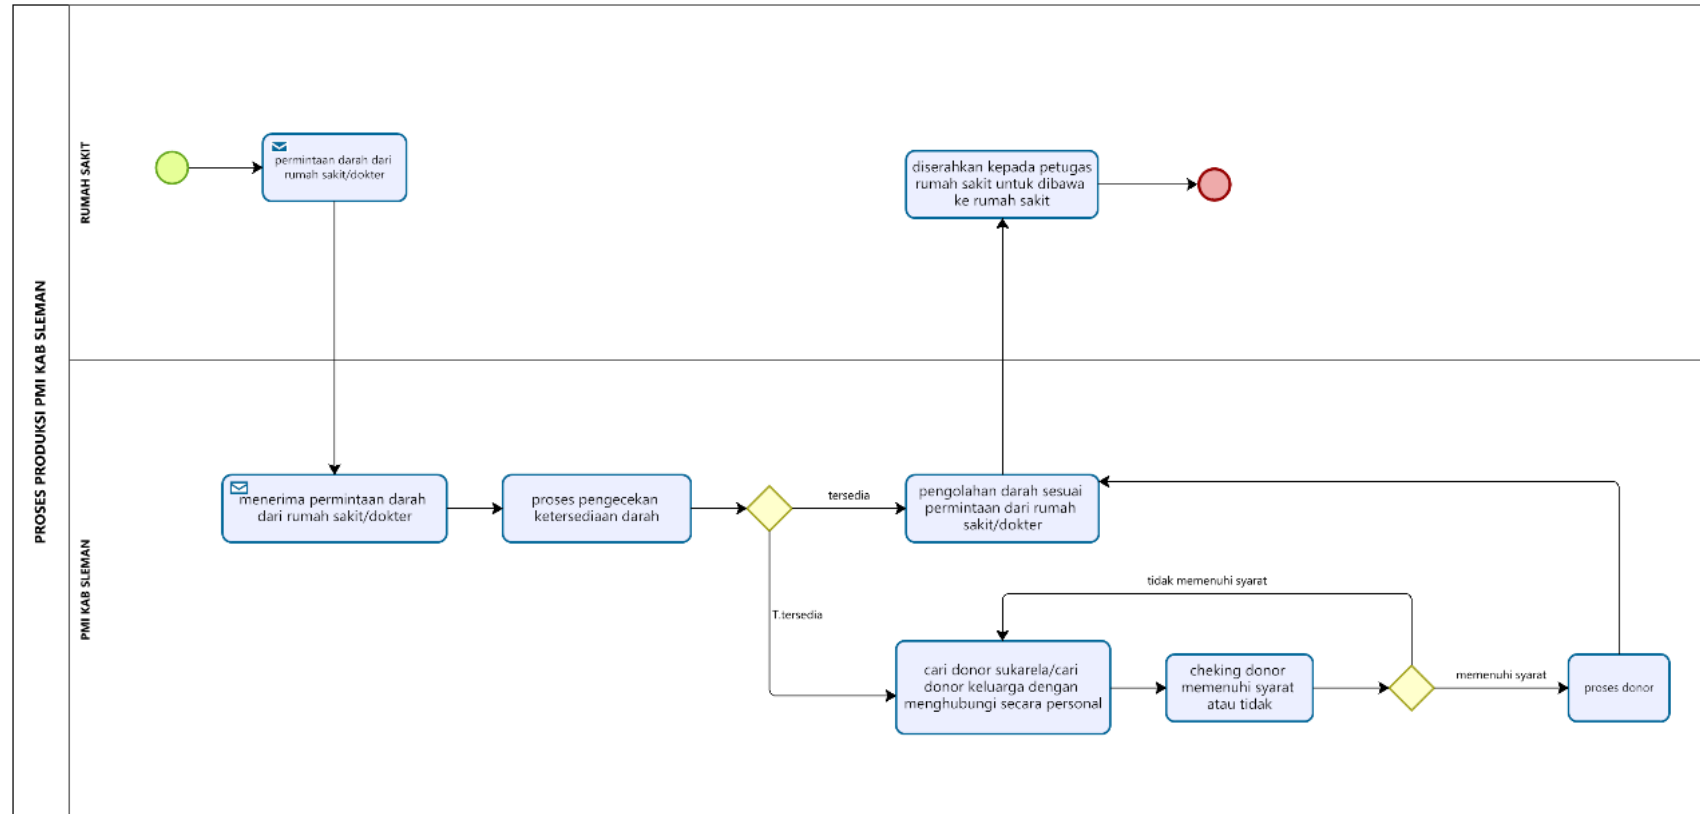 PROSES PRODUKSI PMI KAB SLEMAN
RUMAH SAKIT
permintaan darah dari
rumah sakit/dokter
diserahkan kepada petugas
rumah sakit untuk dibawa
ke rumah sakit
PMI KAB SLEMAN
menerima permintaan darah
dari rumah sakit/dokter
proses pengecekan
ketersediaan darah
tersedia
pengolahan darah sesuai
permintaan dari rumah
sakit/dokter
T.tersedia
tidak memenuhi syarat
cari donor sukarela/cari
donor keluarga dengan
menghubungi secara personal
cheking donor
memenuhi syarat
atau tidak
memenuhi syarat
proses donor